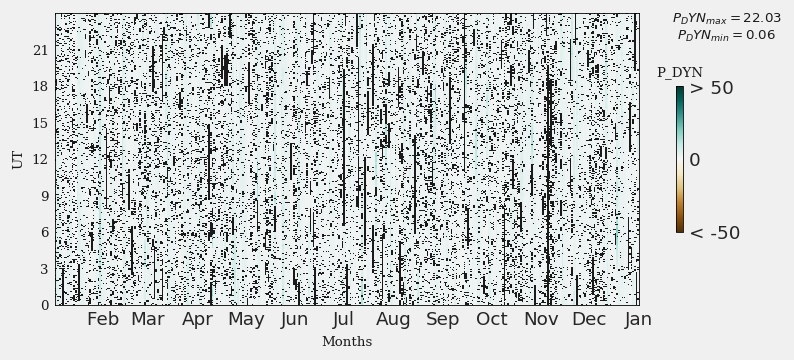 P_DYN_max = 22.03
P_DYN_min = 0.06
P_DYN
> 50
0
< -50
21
18
15
12
9
6
3
0
UT
Feb Mar Apr May Jun Jul Aug Sep Oct Nov Dec Jan
Months